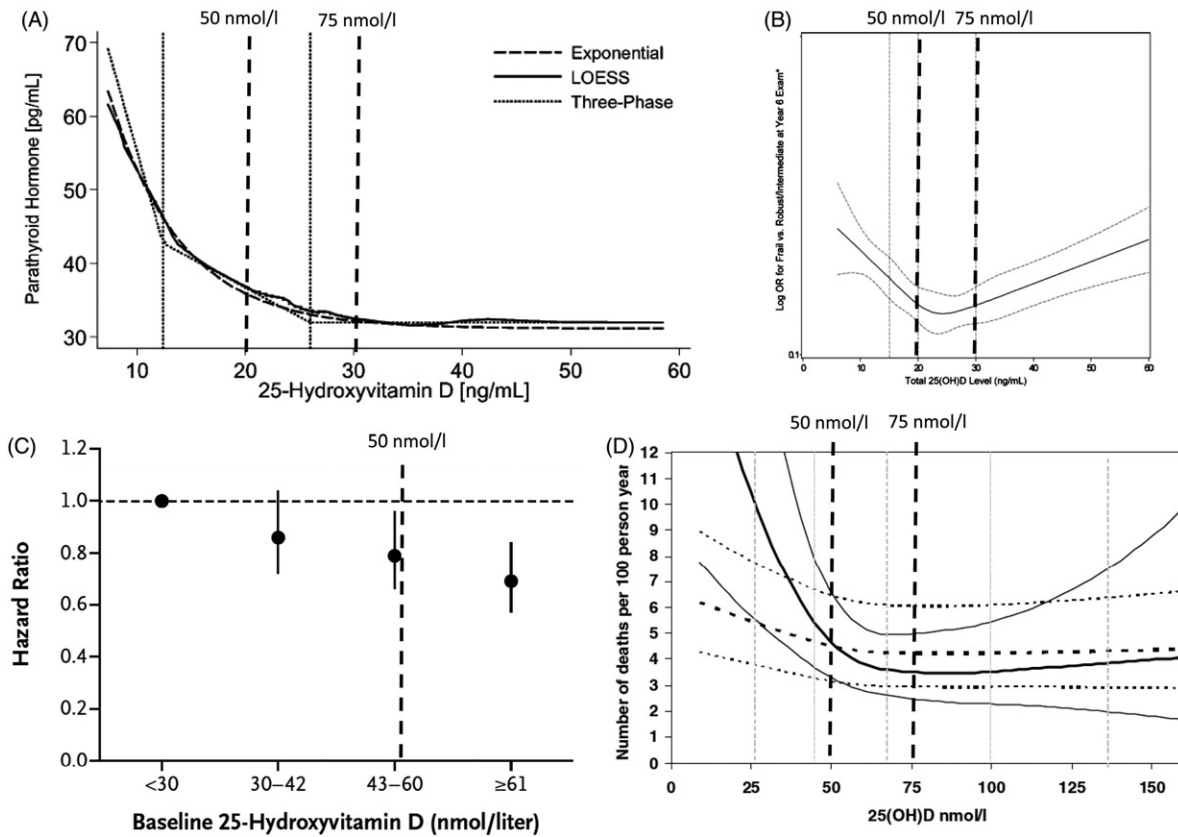 (A)
50 nmol/l 75 nmol/l
70
60
50
40
30
Parathyroid Hormone [pg/mL]
Exponential
LOESS
Three-Phase
10 20 30 40 50 60
25-Hydroxyvitamin D [ng/mL]
(B)
50 nmol/l 75 nmol/l
Log OR for Frail vs. Robust/Intermediate at Year 6 Exam*
0.1
0 10 20 30 40 50 60
Total 25(OH)D Level (ng/mL)
(C)
50 nmol/l
1.2
1.0
0.8
0.6
0.4
0.2
0.0
Hazard Ratio
<30 30–42 43–60 ≥61
Baseline 25-Hydroxyvitamin D (nmol/liter)
(D)
50 nmol/l 75 nmol/l
12
11
10
9
8
7
6
5
4
3
2
1
0
Number of deaths per 100 person year
0 25 50 75 100 125 150
25(OH)D nmol/l